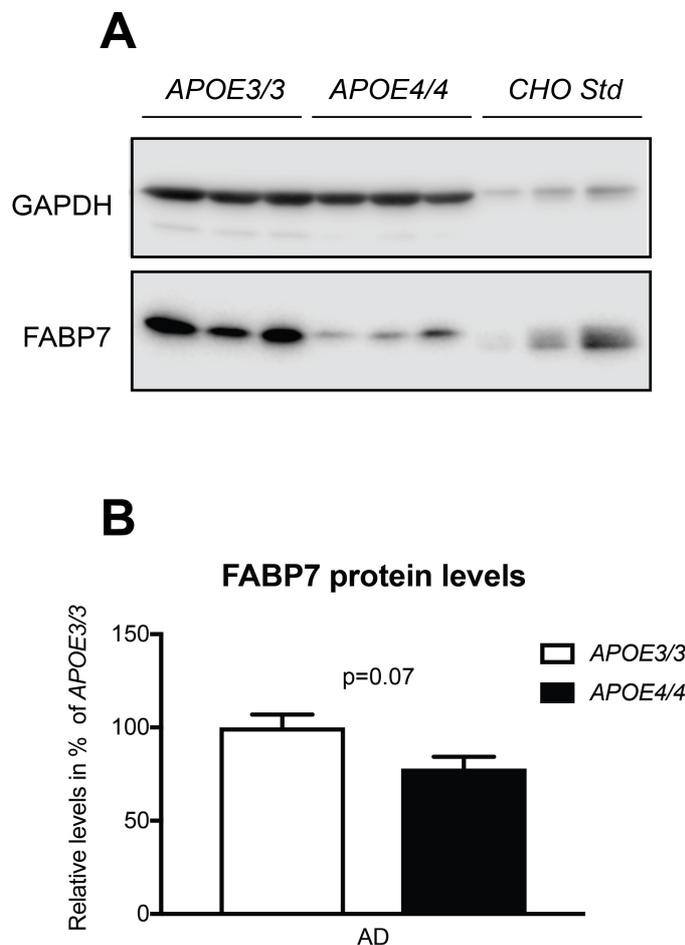 A
APOE3/3 APOE4/4 CHO Std
GAPDH
FABP7
B
FABP7 protein levels
Relative levels in % of APOE3/3
150
100
50
0
p=0.07
APOE3/3
APOE4/4
AD